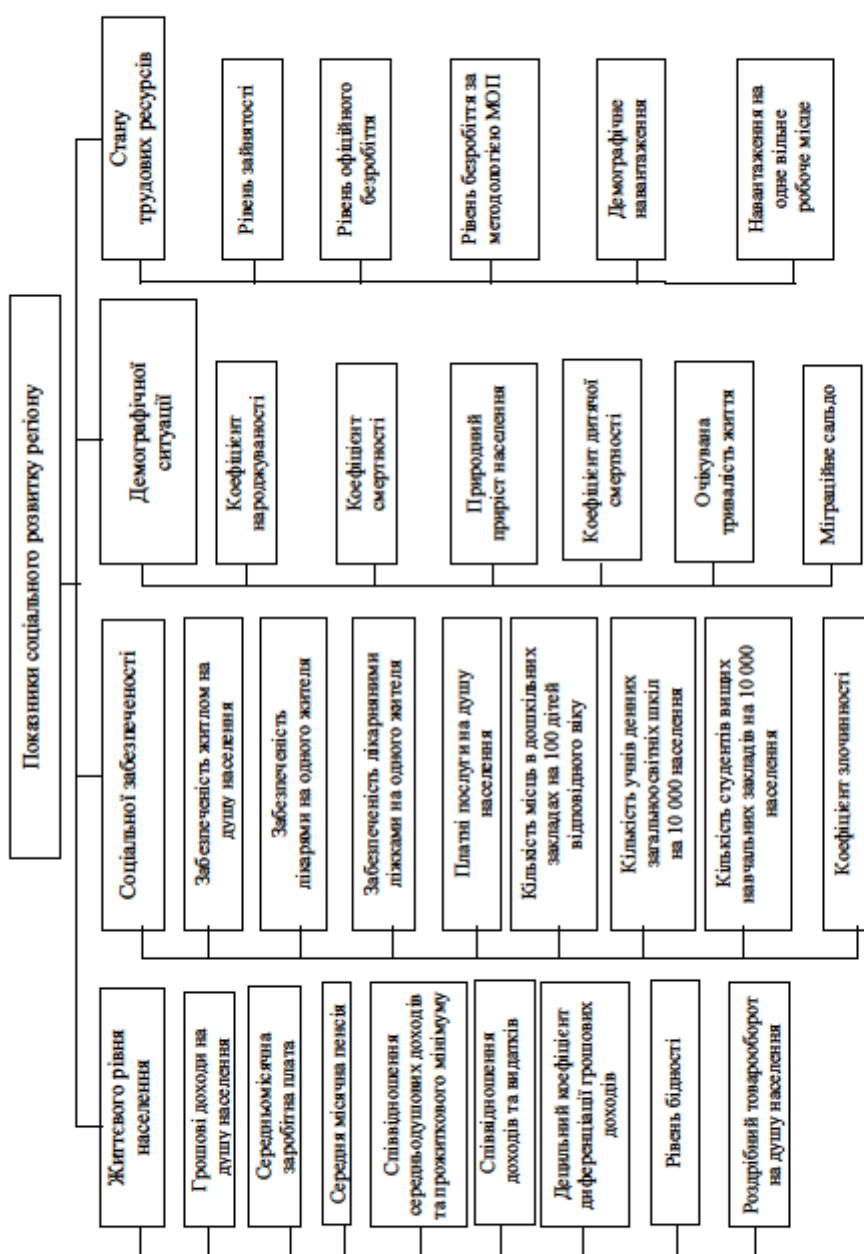 Показники соціального розвитку регіону
Життєвого рівня
населення
Грошові доходи на
душу населення
Середньомісячна
заробітна плата
Середня місячна пенсія
Співвідношення
середньодушових доходів
та прожиткового мінімуму
Співвідношення
доходів та видатків
Децильний коефіцієнт
диференціації грошових
доходів
Рівень бідності
Роздрібний товарооборот
на душу населення
Соціальної забезпеченості
Забезпеченість житлом на
душу населення
Забезпеченість
лікарями на одного жителя
Забезпеченість лікарняними
ліжками на одного жителя
Платні послуги на душу
населення
Кількість місць в дошкільних
закладах на 100 дітей
відповідного віку
Кількість учнів денних
загальноосвітніх шкіл
на 10 000 населення
Кількість студентів вищих
навчальних закладів на 10 000
населення
Коефіцієнт злочинності
Демографічної
ситуації
Коефіцієнт
народжуваності
Коефіцієнт
смертності
Природний
приріст населення
Коефіцієнт дитячої
смертності
Очікувана
тривалість життя
Міграційне сальдо
Стану
трудових ресурсів
Рівень зайнятості
Рівень офіційного
безробіття
Рівень безробіття за
методологією МОП
Демографічне
навантаження
Навантаження на
одне вільне
робоче місце